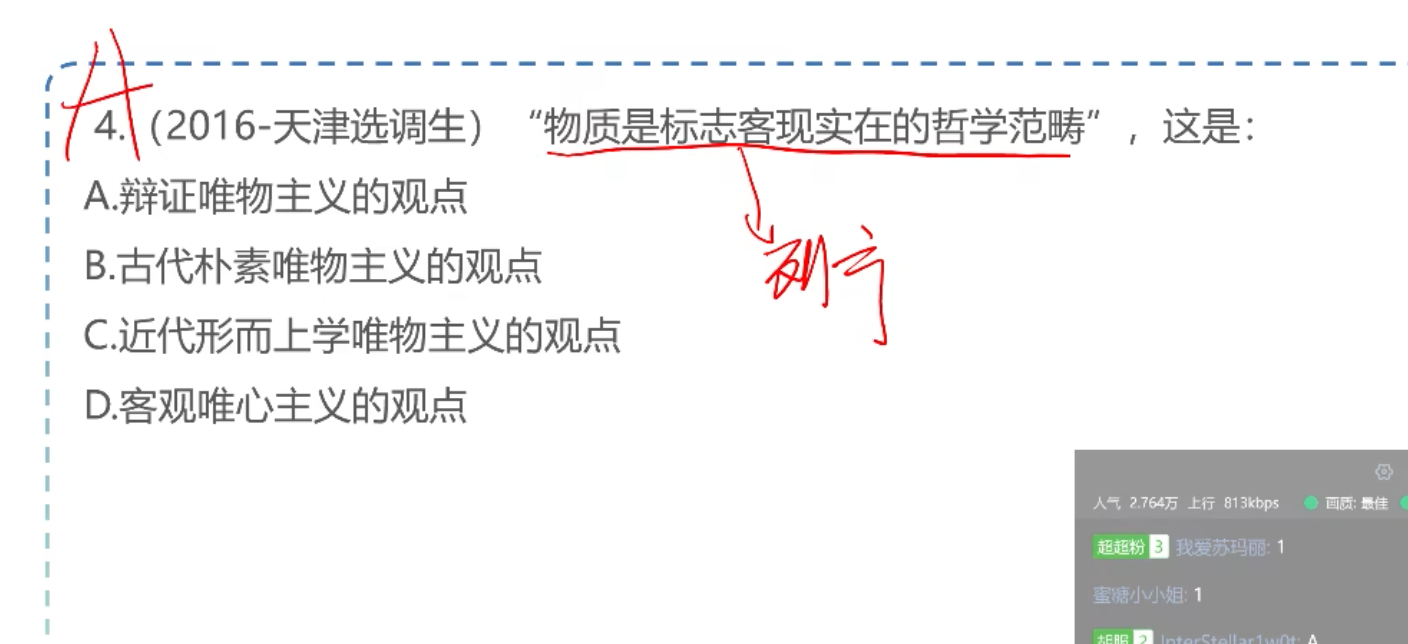 A
4.（2016-天津选调生）“物质是标志客观实在的哲学范畴”，这是：
A.辩证唯物主义的观点
列宁
B.古代朴素唯物主义的观点
C.近代形而上学唯物主义的观点
D.客观唯心主义的观点
人气 2.764万 上行 813kbps 画质: 最佳
超超粉 3 我爱苏玛丽: 1
蜜糖小小姐: 1
胡服 2 InterStellar1w0t: A